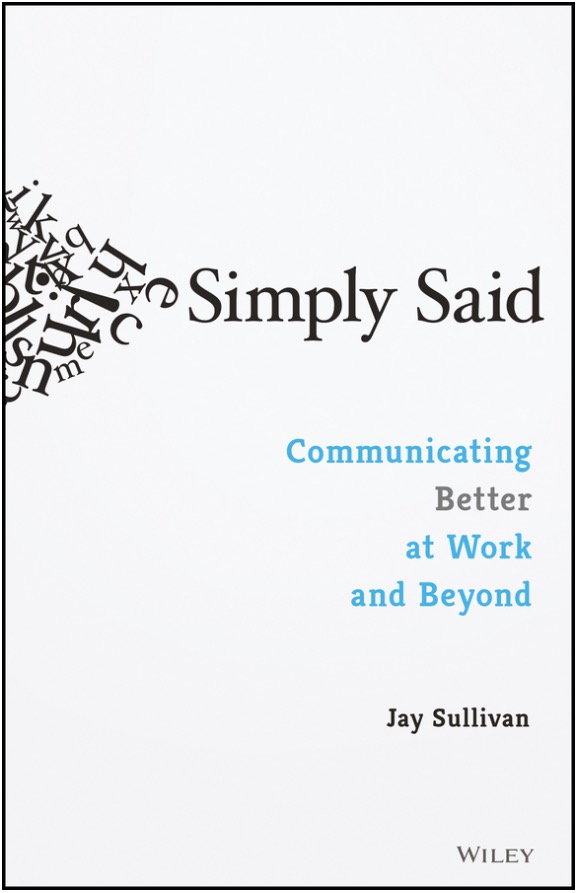 Simply Said
Communicating
Better
at Work
and Beyond
Jay Sullivan
WILEY